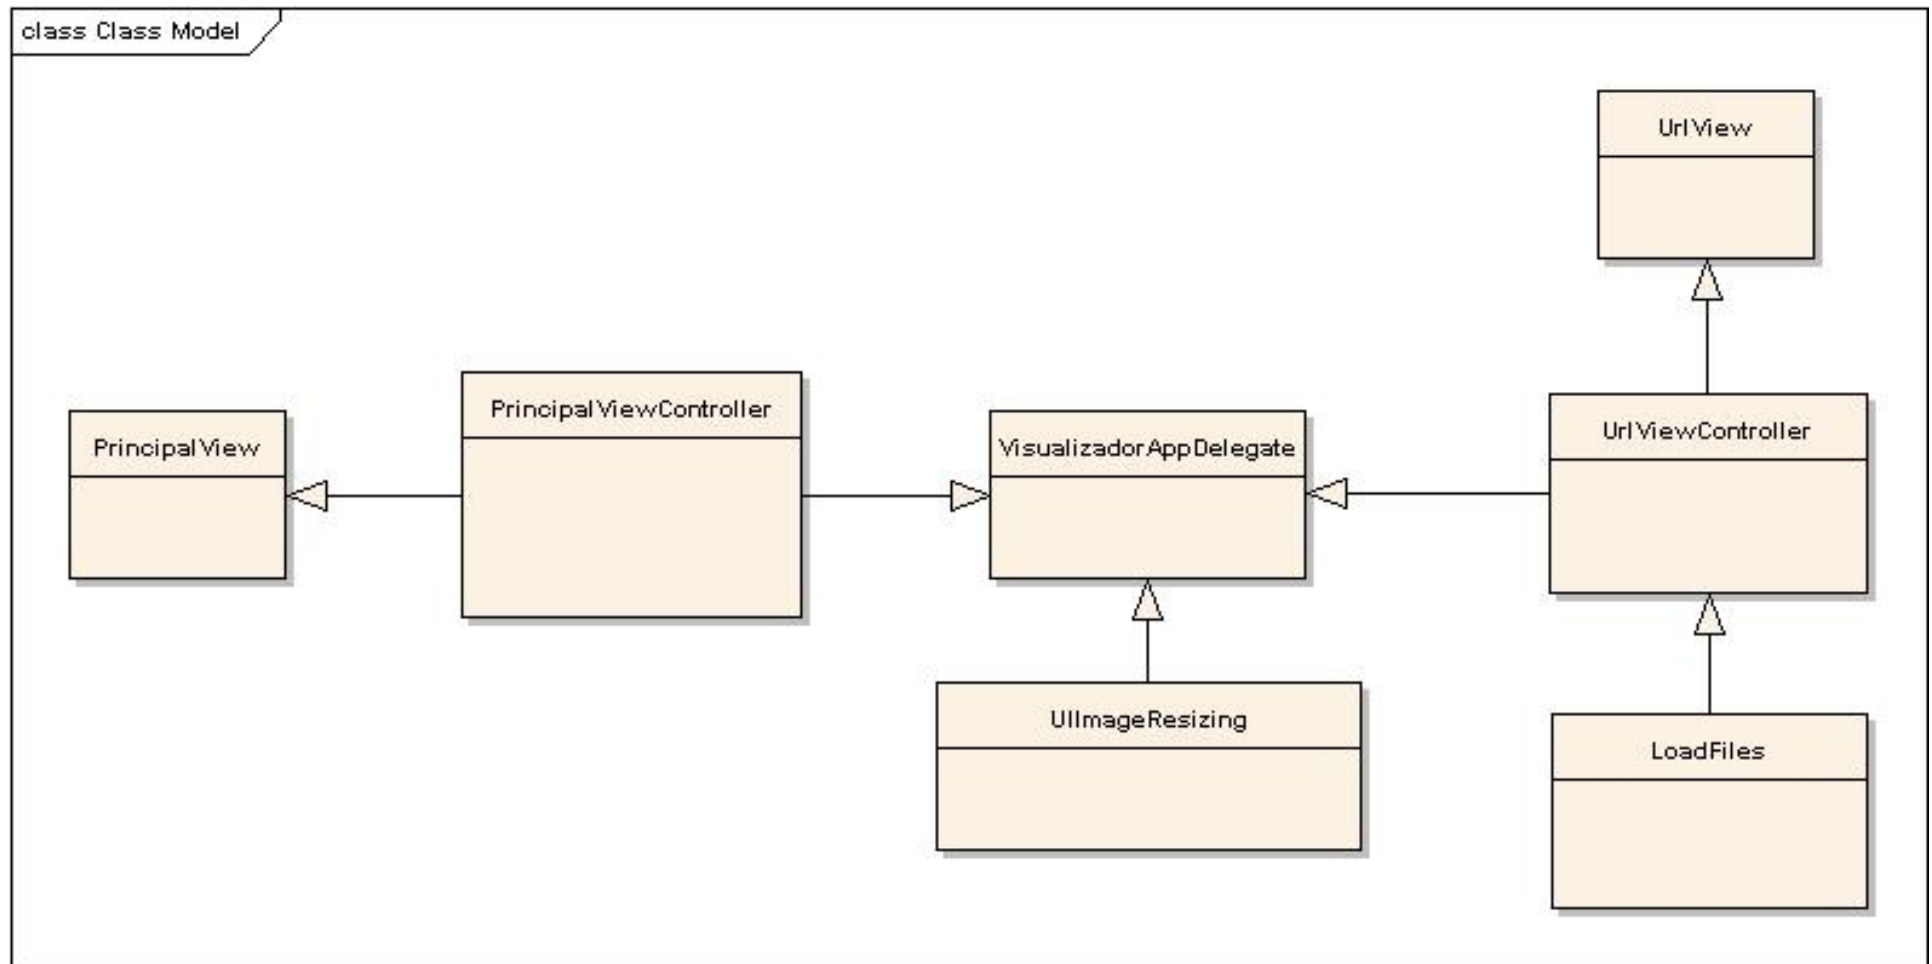 class Class Model
UrlView
PrincipalView
PrincipalViewController
VisualizadorAppDelegate
UrlViewController
UIImageResizing
LoadFiles